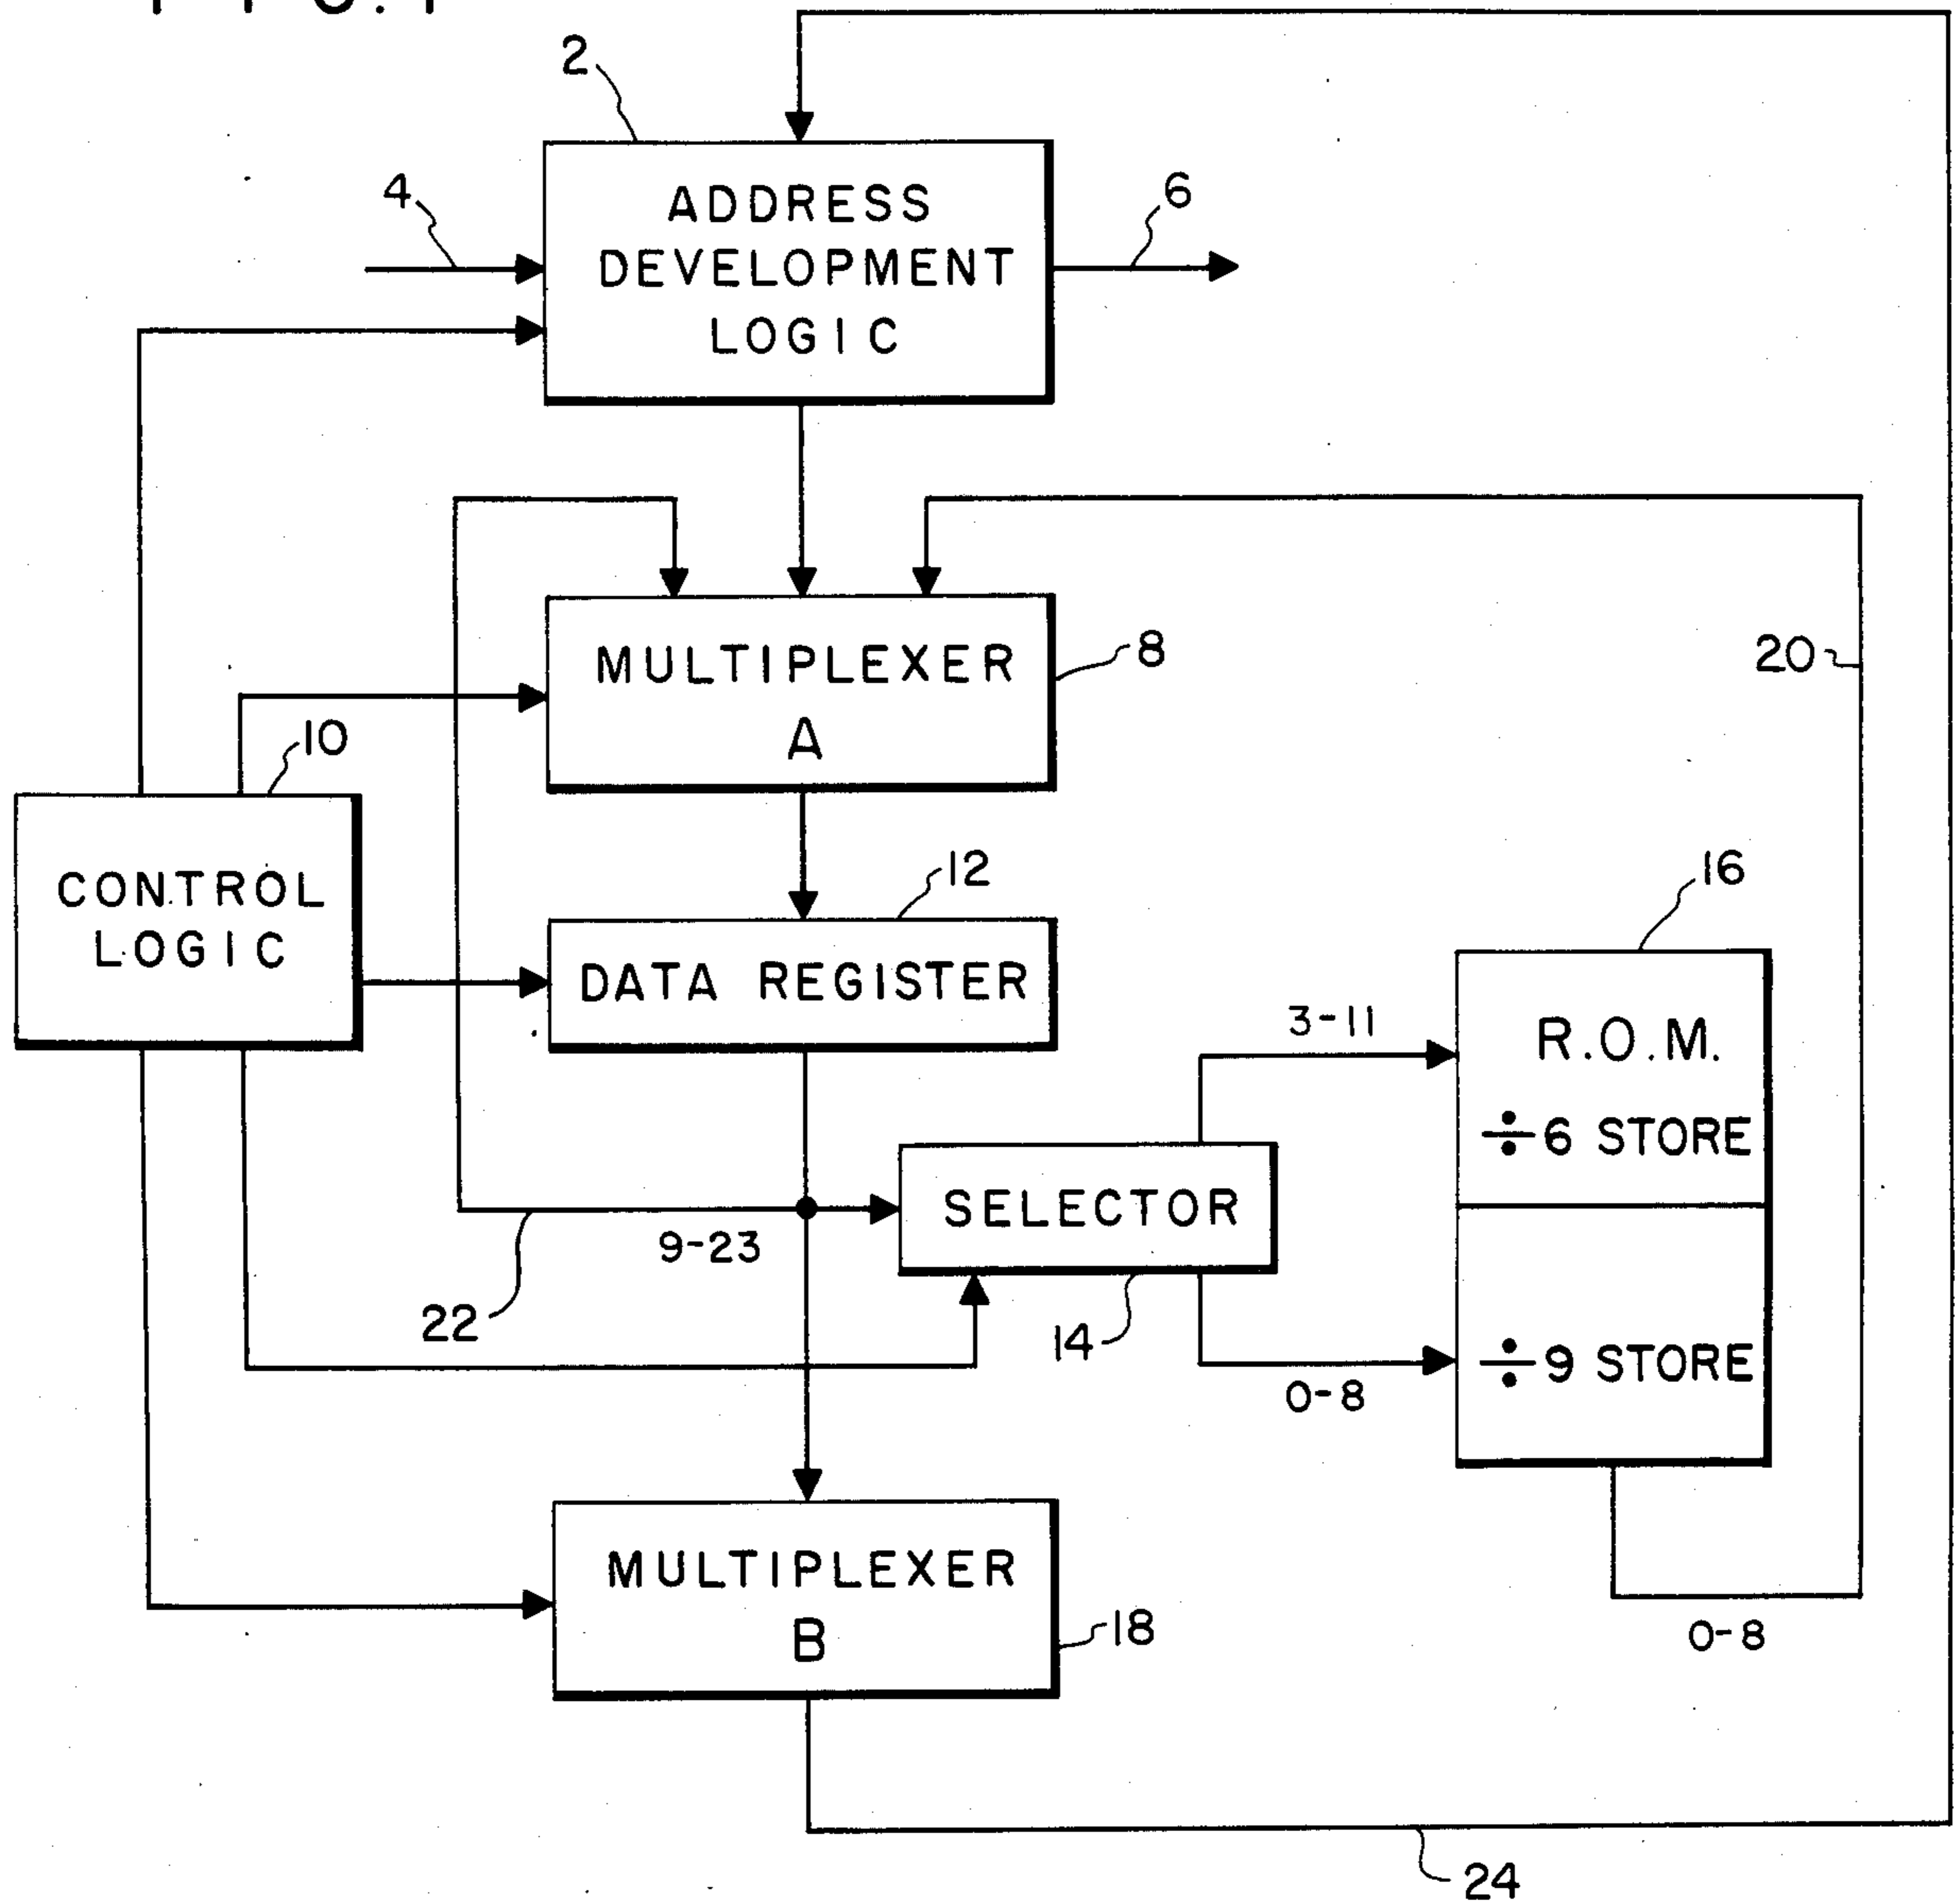 2
4
ADDRESS
6
DEVELOPMENT
LOGIC
MULTIPLEXER
8
A
20
10
CONTROL
LOGIC
12
DATA REGISTER
16
3-11
R.O.M.
÷6 STORE
SELECTOR
9-23
22
14
÷9 STORE
0-8
MULTIPLEXER
B
18
0-8
24